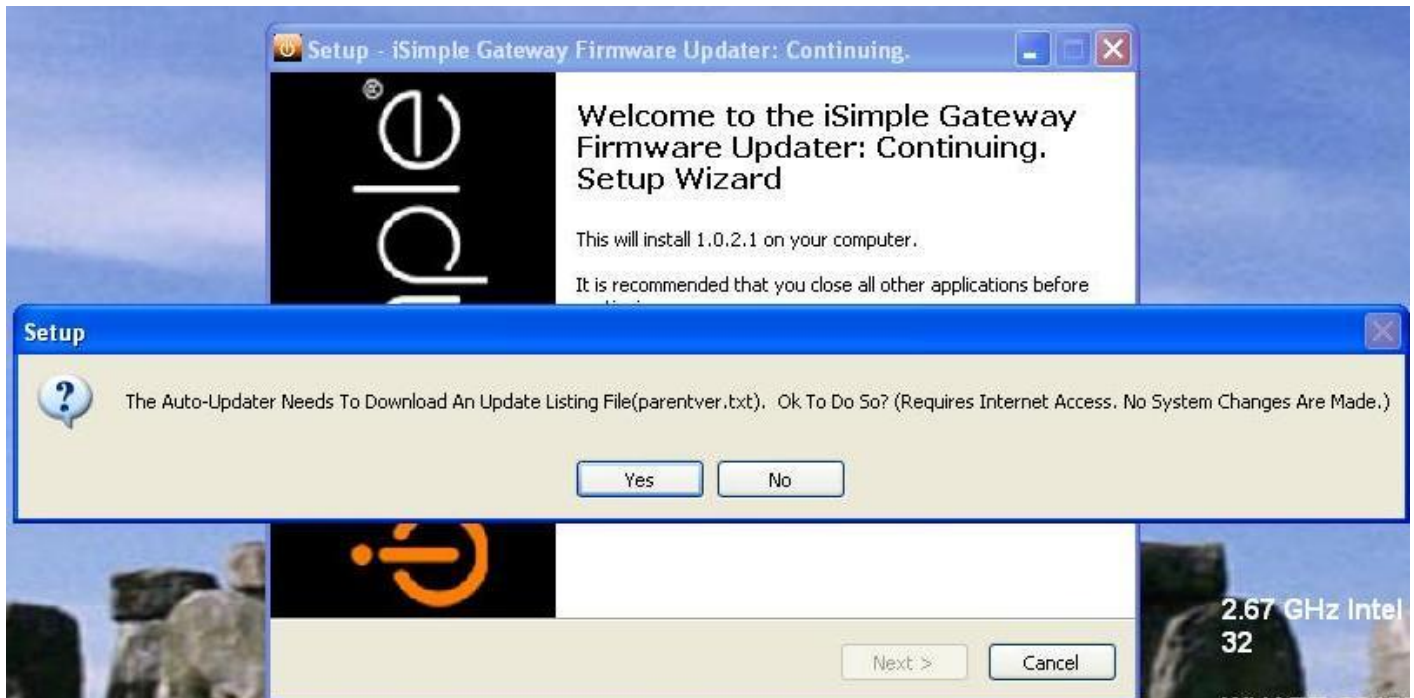 Setup - iSimple Gateway Firmware Updater: Continuing.
Welcome to the iSimple Gateway
Firmware Updater: Continuing.
Setup Wizard
This will install 1.0.2.1 on your computer.
It is recommended that you close all other applications before
Setup
The Auto-Updater Needs To Download An Update Listing File(parentver.txt).  Ok To Do So? (Requires Internet Access. No System Changes Are Made.)
Yes No
Next > Cancel
2.67 GHz Intel
32